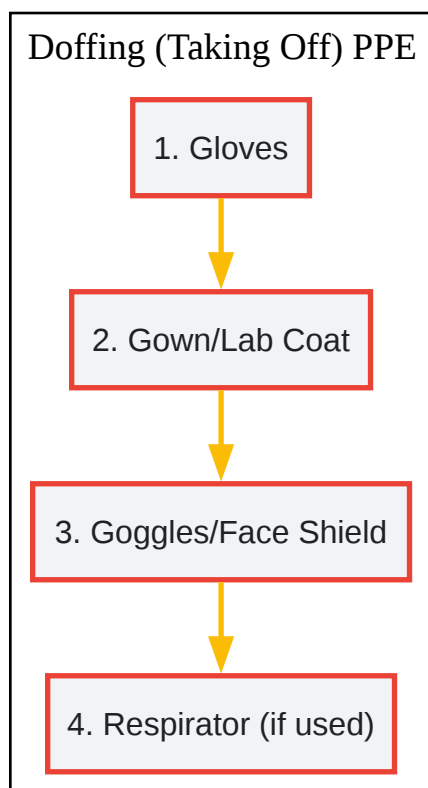 Doffing (Taking Off) PPE
1. Gloves
2. Gown/Lab Coat
3. Goggles/Face Shield
4. Respirator (if used)